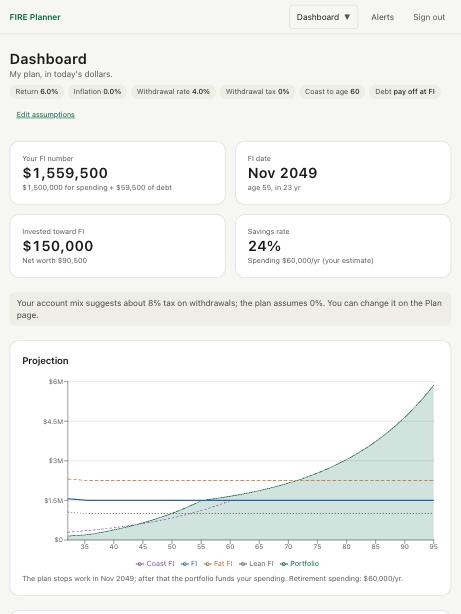 FIRE Planner
Dashboard ▼
Alerts
Sign out
Dashboard
My plan, in today's dollars.
Return 6.0%
Inflation 0.0%
Withdrawal rate 4.0%
Withdrawal tax 0%
Coast to age 60
Debt pay off at FI
Edit assumptions
Your FI number
$1,559,500
$1,500,000 for spending + $59,500 of debt
FI date
Nov 2049
age 55, in 23 yr
Invested toward FI
$150,000
Net worth $90,500
Savings rate
24%
Spending $60,000/yr (your estimate)
Your account mix suggests about 8% tax on withdrawals; the plan assumes 0%. You can change it on the Plan
page.
Projection
$6M
$4.5M
$3M
$1.5M
$0
35 40 45 50 55 60 65 70 75 80 85 90 95
Coast FI FI Fat FI Lean FI Portfolio
The plan stops work in Nov 2049; after that the portfolio funds your spending. Retirement spending: $60,000/yr.